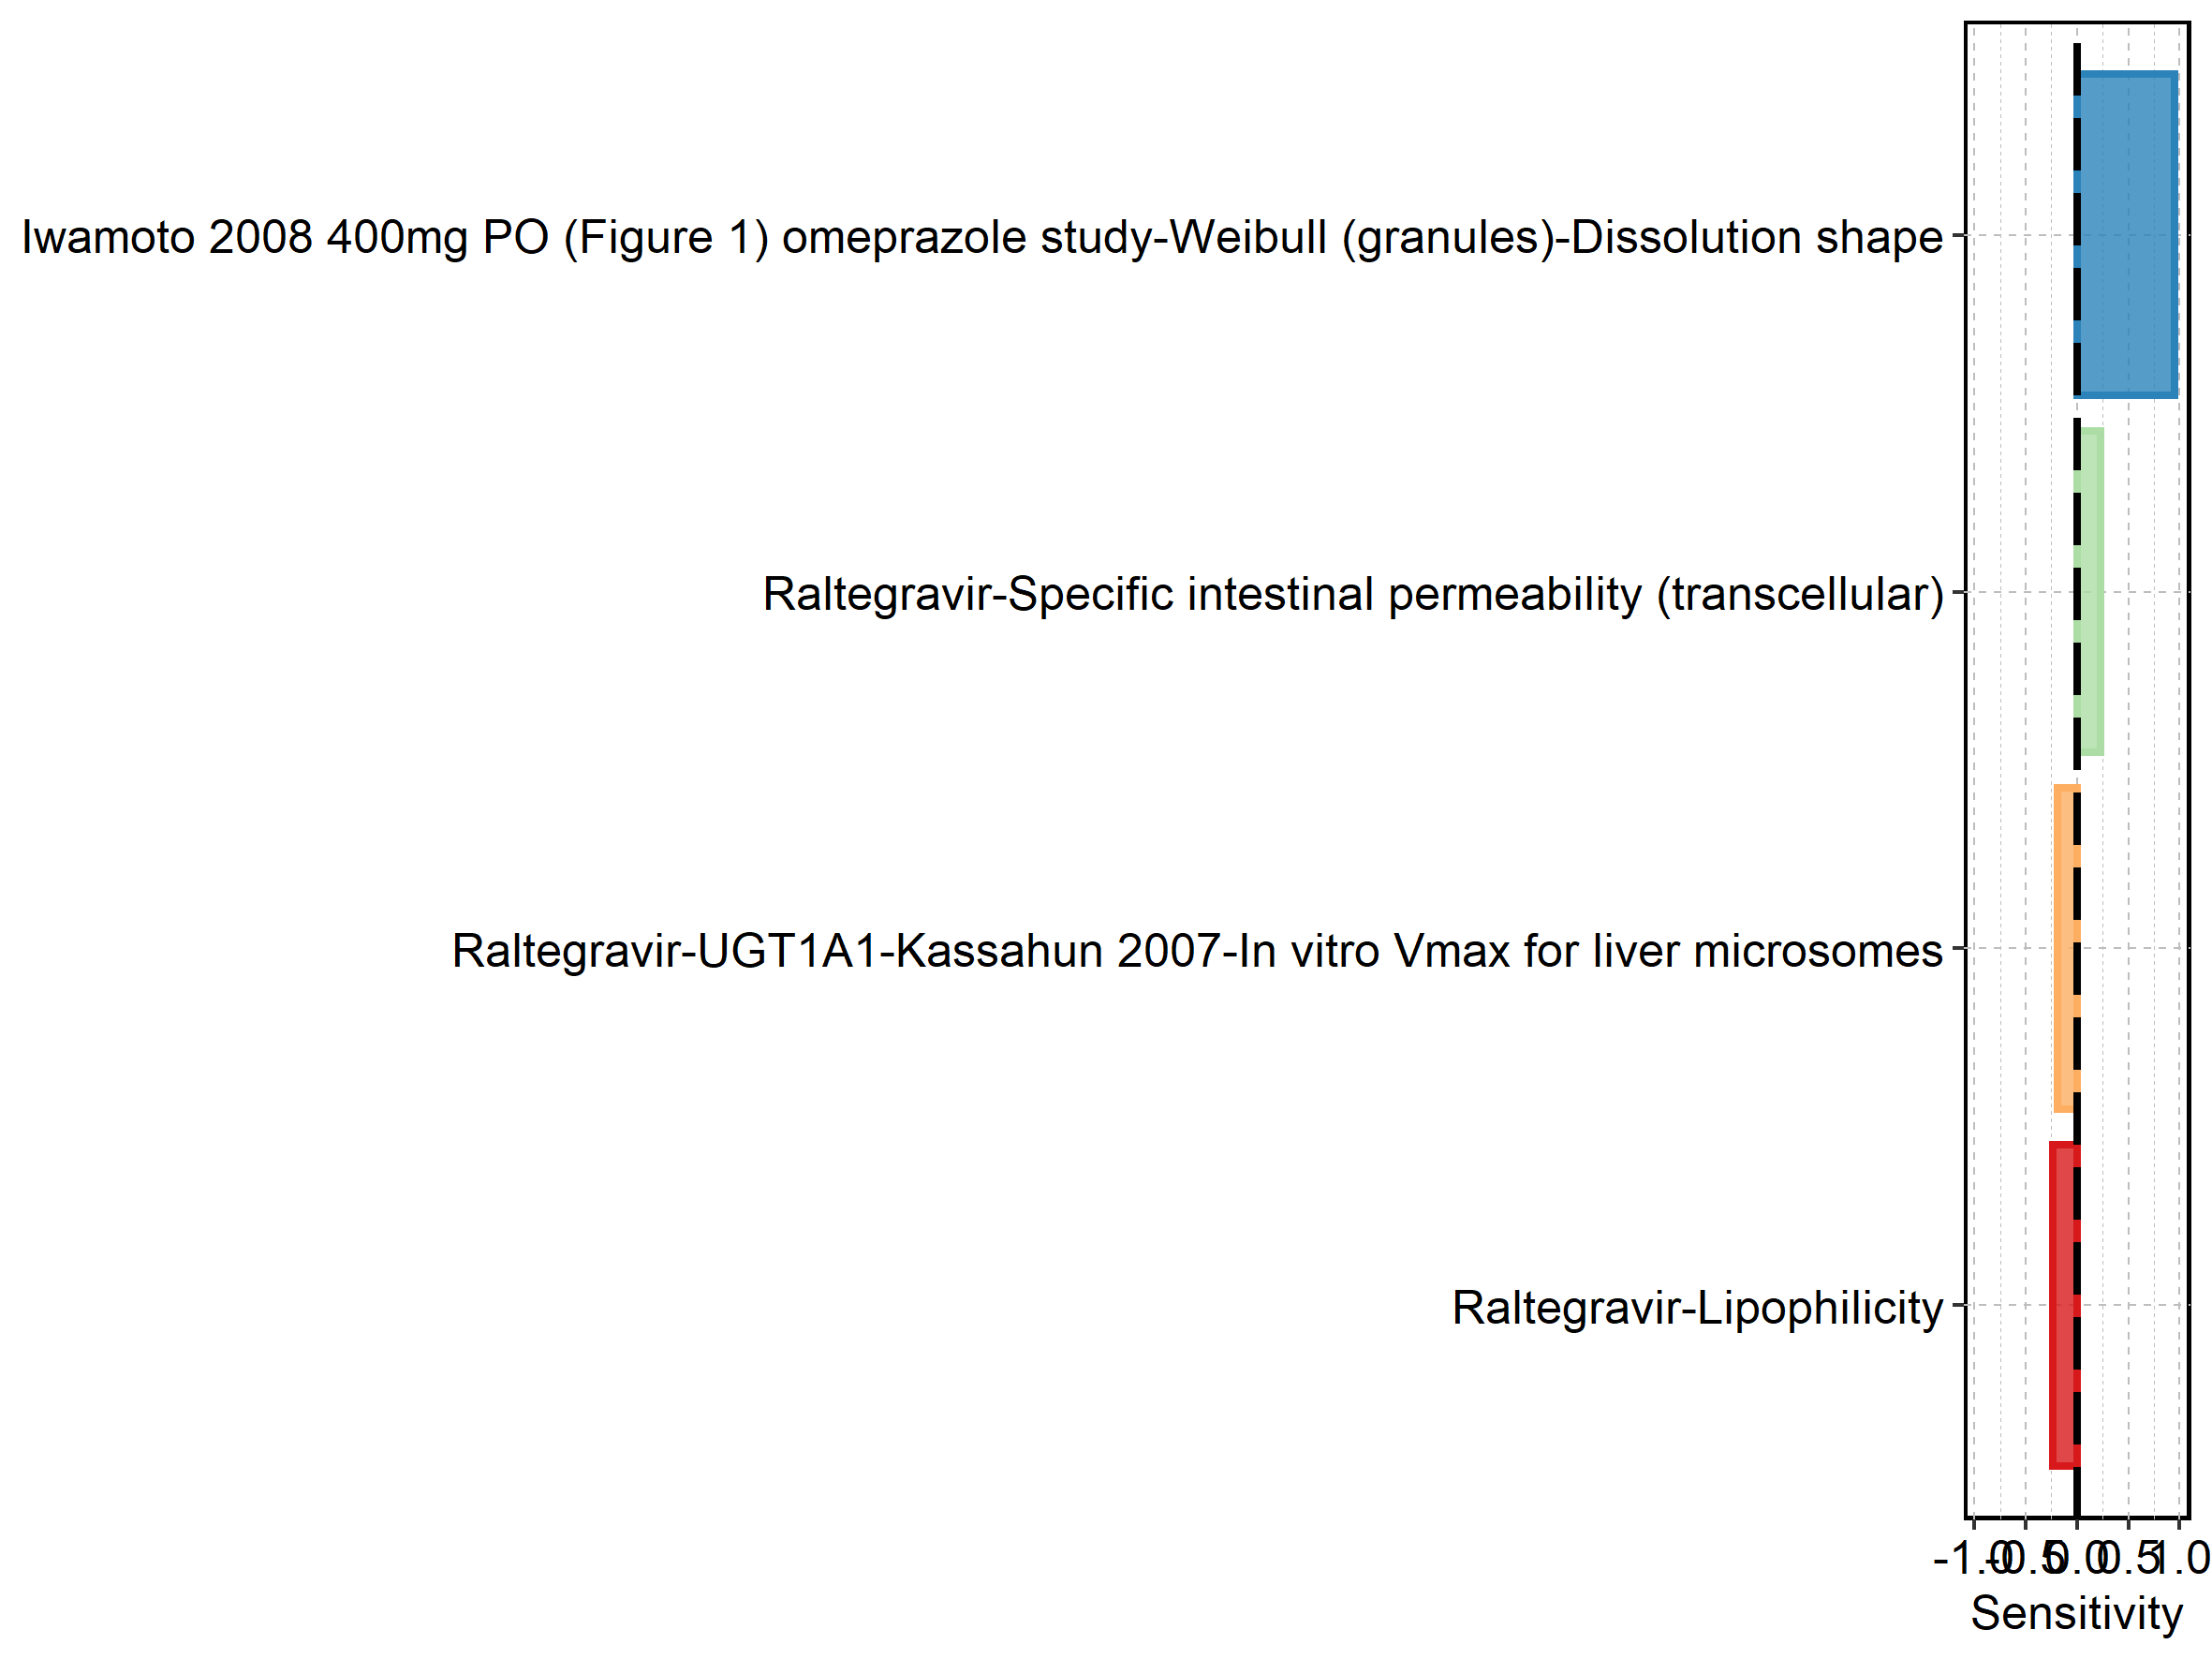 Iwamoto 2008 400mg PO (Figure 1) omeprazole study-Weibull (granules)-Dissolution shape
Raltegravir-Specific intestinal permeability (transcellular)
Raltegravir-UGT1A1-Kassahun 2007-In vitro Vmax for liver microsomes
Raltegravir-Lipophilicity
-1.0 -0.5 0.0 0.5 1.0
Sensitivity